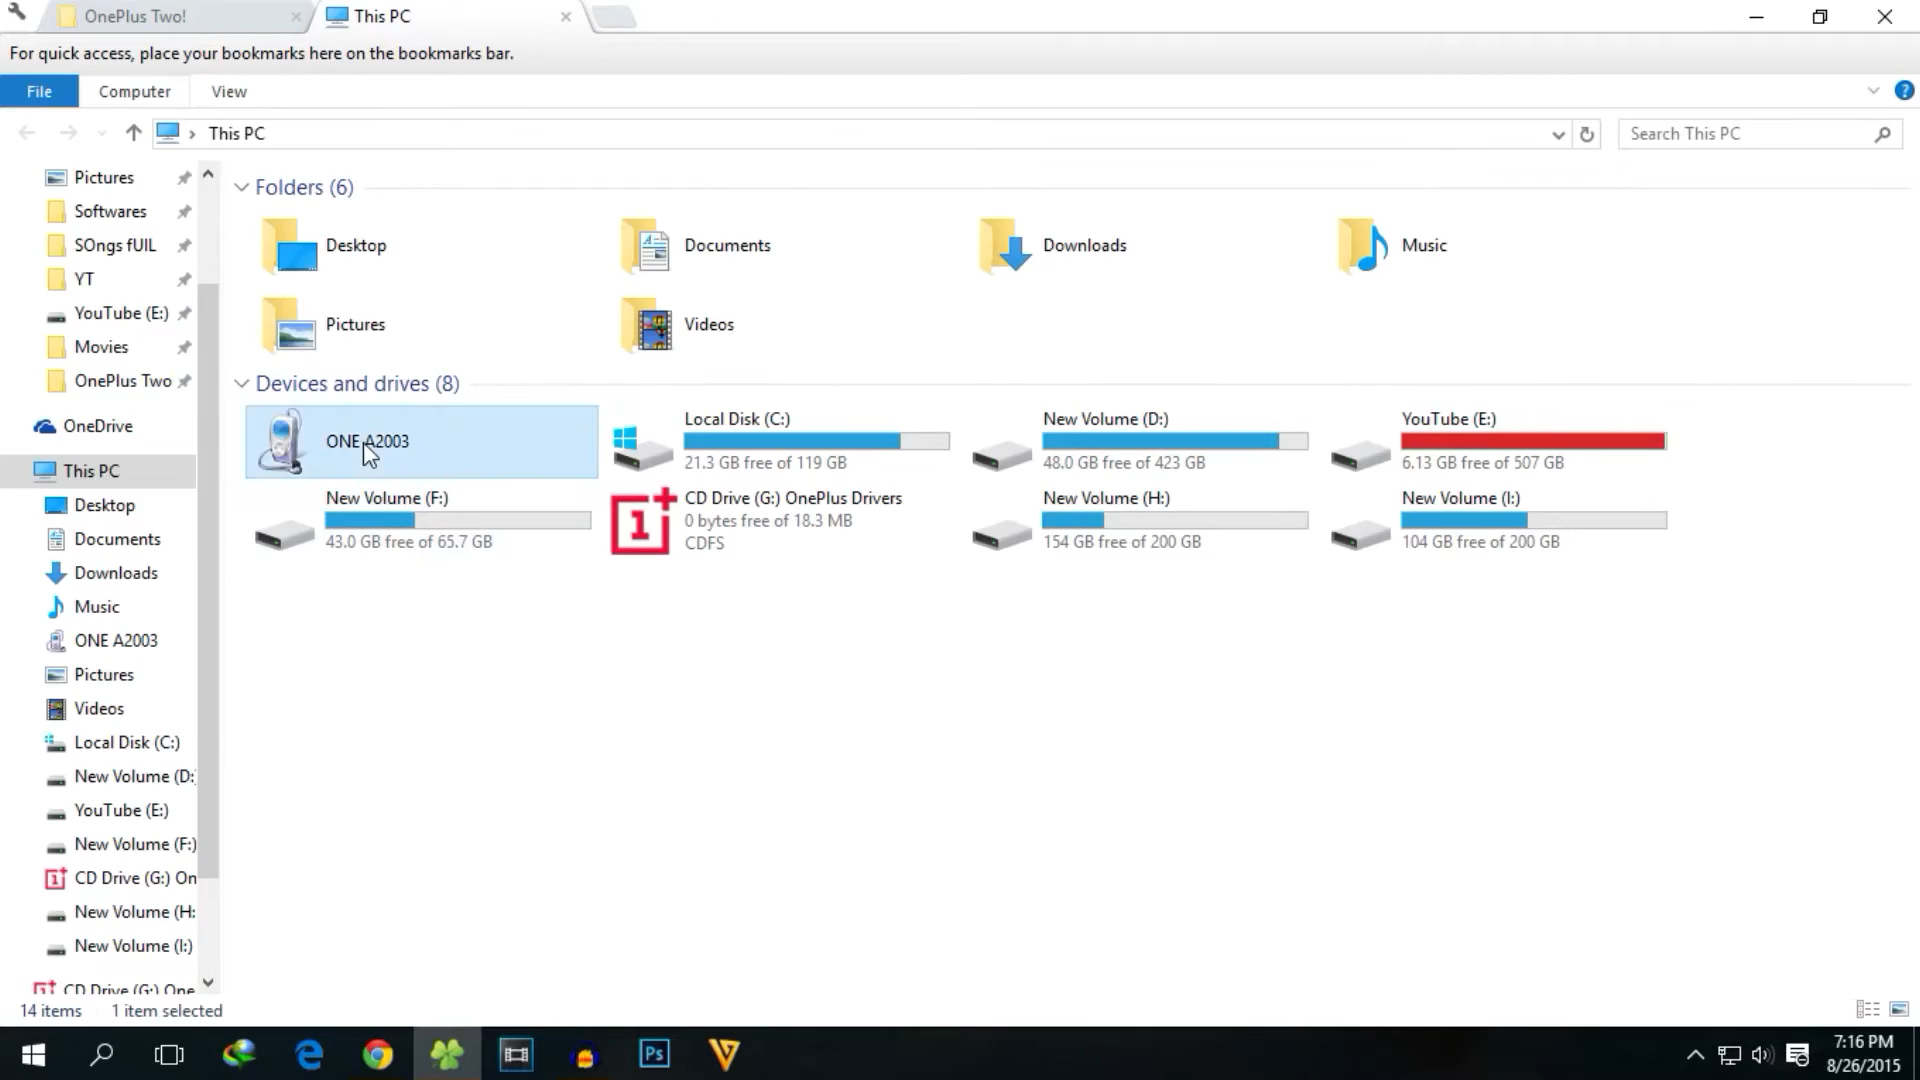 OnePlus Two!
This PC
For quick access, place your bookmarks here on the bookmarks bar.
File
Computer
View
This PC
Search This PC
Pictures
Softwares
SOngs fUIL
YT
YouTube (E:)
Movies
OnePlus Two
OneDrive
This PC
Desktop
Documents
Downloads
Music
ONE A2003
Pictures
Videos
Local Disk (C:)
New Volume (D:)
YouTube (E:)
New Volume (F:)
CD Drive (G:) On
New Volume (H:
New Volume (I:)
CD Drive (G:) One
Folders (6)
Desktop
Documents
Downloads
Music
Pictures
Videos
Devices and drives (8)
ONE A2003
Local Disk (C:)
21.3 GB free of 119 GB
New Volume (D:)
48.0 GB free of 423 GB
YouTube (E:)
6.13 GB free of 507 GB
New Volume (F:)
43.0 GB free of 65.7 GB
CD Drive (G:) OnePlus Drivers
0 bytes free of 18.3 MB
CDFS
New Volume (H:)
154 GB free of 200 GB
New Volume (I:)
104 GB free of 200 GB
14 items
1 item selected
Ps
7:16 PM
8/26/2015